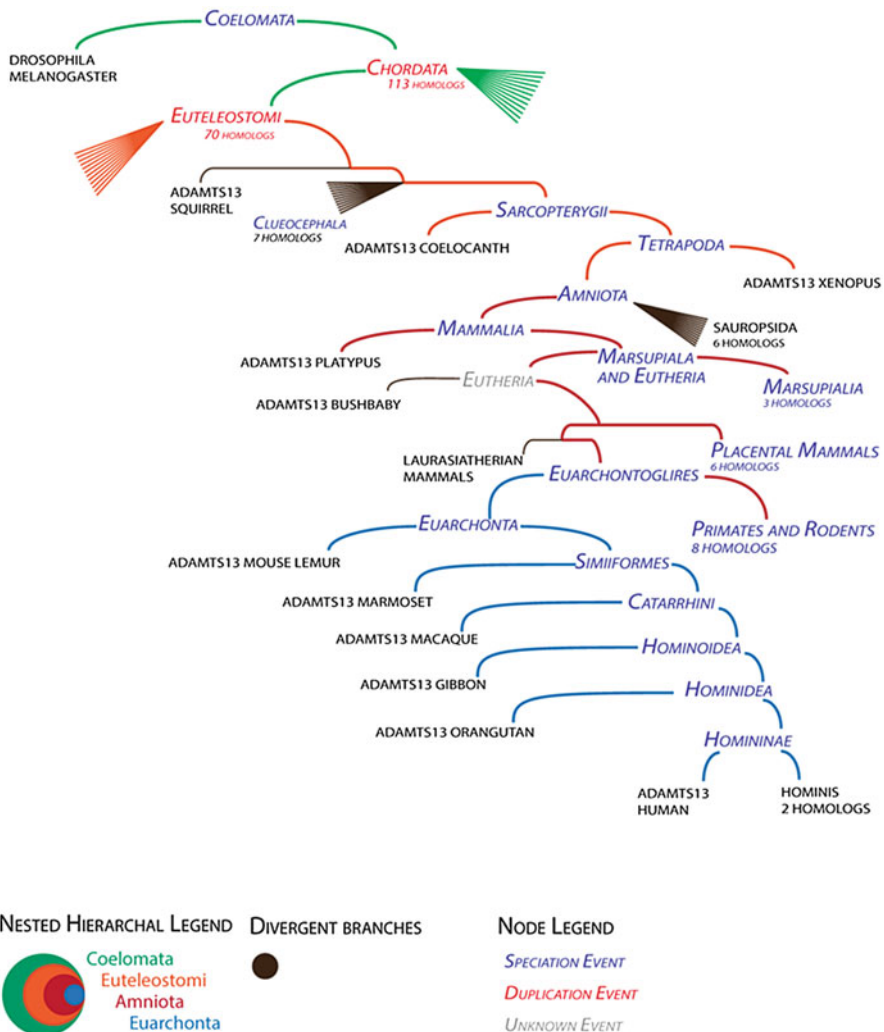 COELOMATA
DROSOPHILA
MELANOGASTER
CHORDATA
113 HOMOLOGS
EUTELEOSTOMI
70 HOMOLOGS
ADAMTS13
SQUIRREL
CLUEOCEPHALA
7 HOMOLOGS
SARCOPTERYGII
ADAMTS13 COELOCANTH
TETRAPODA
ADAMTS13 XENOPUS
AMNIOTA
SAUROPSIDA
6 HOMOLOGS
MAMMALIA
ADAMTS13 PLATYPUS
MARSUPIALA
AND EUTHERIA
MARSUPIALIA
3 HOMOLOGS
EUTHERIA
ADAMTS13 BUSHBABY
PLACENTAL MAMMALS
6 HOMOLOGS
LAURASIATHERIAN
MAMMALS
EUARCHONTOGLIRES
PRIMATES AND RODENTS
8 HOMOLOGS
EUARCHONTA
ADAMTS13 MOUSE LEMUR
SIMIIFORMES
ADAMTS13 MARMOSET
CATARRHINI
ADAMTS13 MACAQUE
HOMINOIDEA
ADAMTS13 GIBBON
HOMINIDEA
ADAMTS13 ORANGUTAN
HOMININAE
ADAMTS13
HUMAN
HOMINIS
2 HOMOLOGS
NESTED HIERARCHAL LEGEND
Coelomata
Euteleostomi
Amniota
Euarchonta
DIVERGENT BRANCHES
NODE LEGEND
SPECIATION EVENT
DUPLICATION EVENT
UNKNOWN EVENT